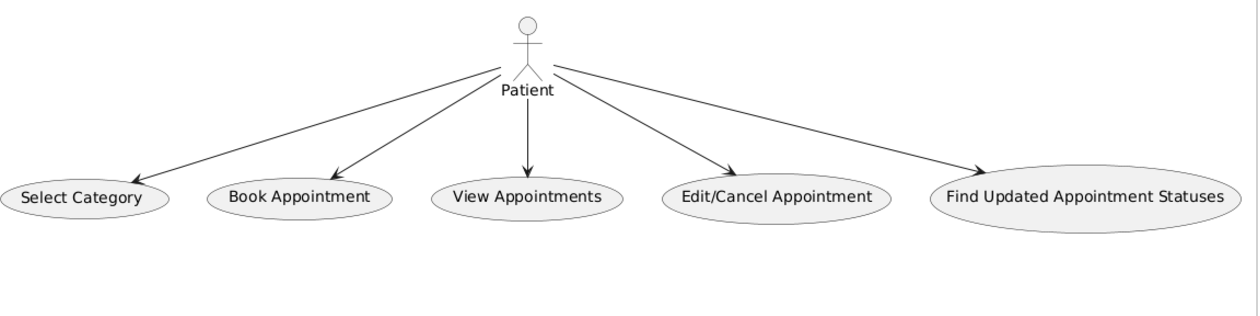 Patient
Select Category
Book Appointment
View Appointments
Edit/Cancel Appointment
Find Updated Appointment Statuses